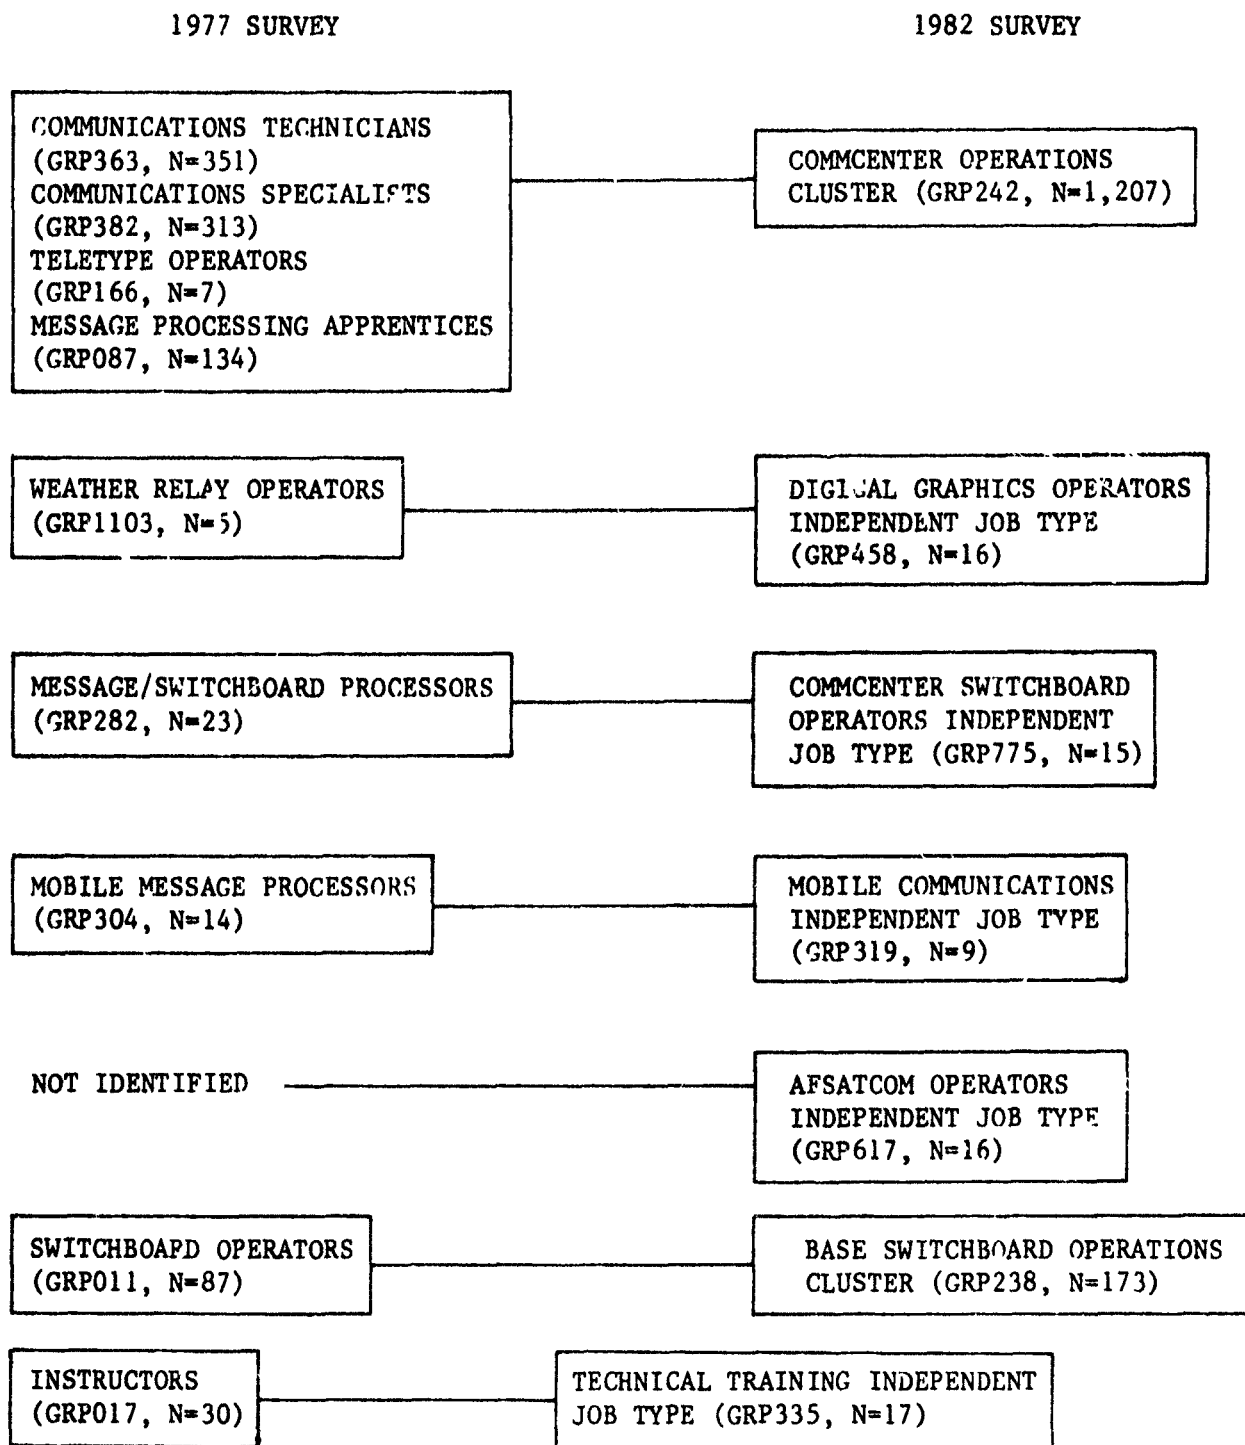 1977 SURVEY
1982 SURVEY
COMMUNICATIONS TECHNICIANS
(GRP363, N=351)
COMMUNICATIONS SPECIALISTS
(GRP382, N=313)
TELETYPE OPERATORS
(GRP166, N=7)
MESSAGE PROCESSING APPRENTICES
(GRP087, N=134)
COMMCENTER OPERATIONS
CLUSTER (GRP242, N=1,207)
WEATHER RELAY OPERATORS
(GRP1103, N=5)
DIGITAL GRAPHICS OPERATORS
INDEPENDENT JOB TYPE
(GRP458, N=16)
MESSAGE/SWITCHBOARD PROCESSORS
(GRP282, N=23)
COMMCENTER SWITCHBOARD
OPERATORS INDEPENDENT
JOB TYPE (GRP775, N=15)
MOBILE MESSAGE PROCESSORS
(GRP304, N=14)
MOBILE COMMUNICATIONS
INDEPENDENT JOB TYPE
(GRP319, N=9)
NOT IDENTIFIED
AFSATCOM OPERATORS
INDEPENDENT JOB TYPE
(GRP617, N=16)
SWITCHBOARD OPERATORS
(GRP011, N=87)
BASE SWITCHBOARD OPERATIONS
CLUSTER (GRP238, N=173)
INSTRUCTORS
(GRP017, N=30)
TECHNICAL TRAINING INDEPENDENT
JOB TYPE (GRP335, N=17)